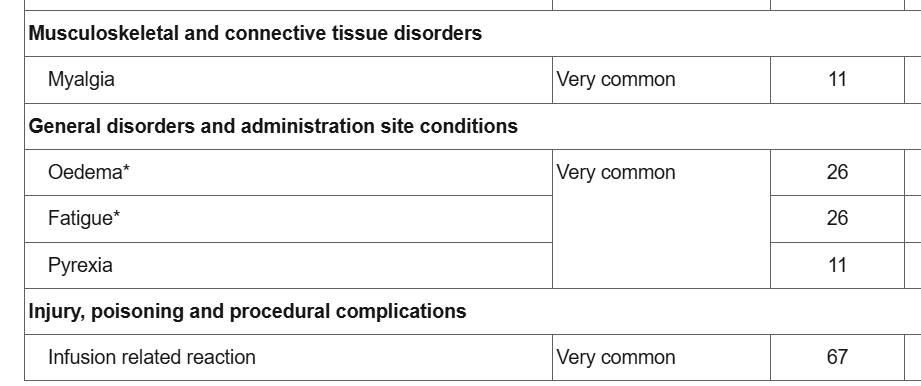 Musculoskeletal and connective tissue disorders
Myalgia Very common 11
General disorders and administration site conditions
Oedema* Very common 26
Fatigue* 26
Pyrexia 11
Injury, poisoning and procedural complications
Infusion related reaction Very common 67